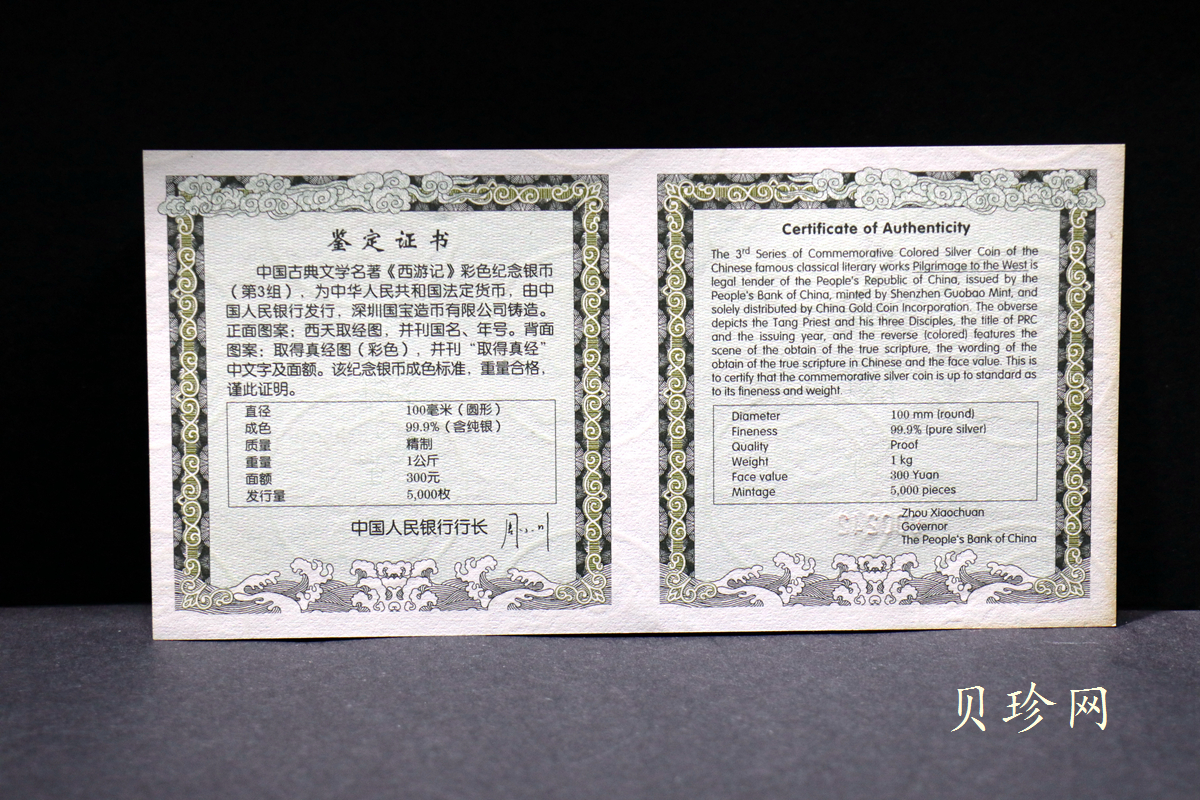 鉴定证书
中国古典文学名著《西游记》彩色纪念银币
（第3组），为中华人民共和国法定货币，由中
国人民银行发行，深圳国宝造币有限公司铸造。
正面图案：西天取经图，并刊国名、年号。背面
图案：取得真经图（彩色），并刊“取得真经”
中文字及面额。该纪念银币成色标准，重量合格，
谨此证明。
直径 100毫米（圆形）
成色 99.9%（含纯银）
质量 精制
重量 1公斤
面额 300元
发行量 5,000枚
中国人民银行行长
Certificate of Authenticity
The 3rd Series of Commemorative Colored Silver Coin of the
Chinese famous classical literary works Pilgrimage to the West is
legal tender of the People's Republic of China, issued by the
People's Bank of China, minted by Shenzhen Guobao Mint, and
solely distributed by China Gold Coin Incorporation. The obverse
depicts the Tang Priest and his three Disciples, the title of PRC
and the issuing year, and the reverse (colored) features the
scene of the obtain of the true scripture, the wording of the
obtain of the true scripture in Chinese and the face value. This is
to certify that the commemorative silver coin is up to standard as
to its fineness and weight.
Diameter 100 mm (round)
Fineness 99.9% (pure silver)
Quality Proof
Weight 1 kg
Face value 300 Yuan
Mintage 5,000 pieces
Zhou Xiaochuan
Governor
The People's Bank of China
贝珍网